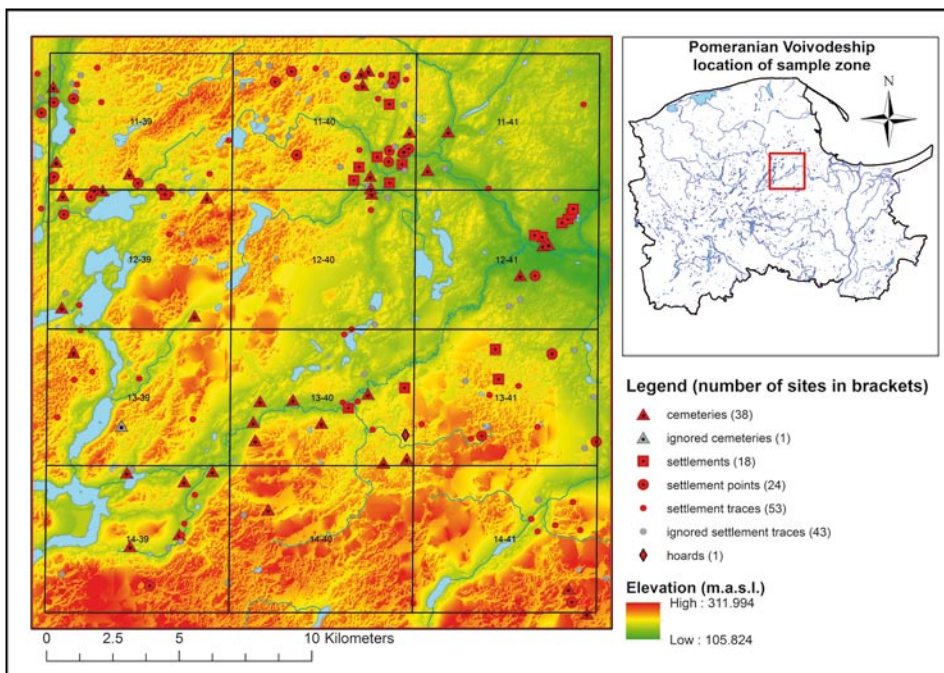 11-39
11-40
11-41
12-39
12-40
12-41
13-39
13-40
13-41
14-39
14-40
14-41
0 2.5 5 10 Kilometers
Pomeranian Voivodeship
location of sample zone
N
Legend (number of sites in brackets)
cemeteries (38)
ignored cemeteries (1)
settlements (18)
settlement points (24)
settlement traces (53)
ignored settlement traces (43)
hoards (1)
Elevation (m.a.s.l.)
High : 311.994
Low : 105.824